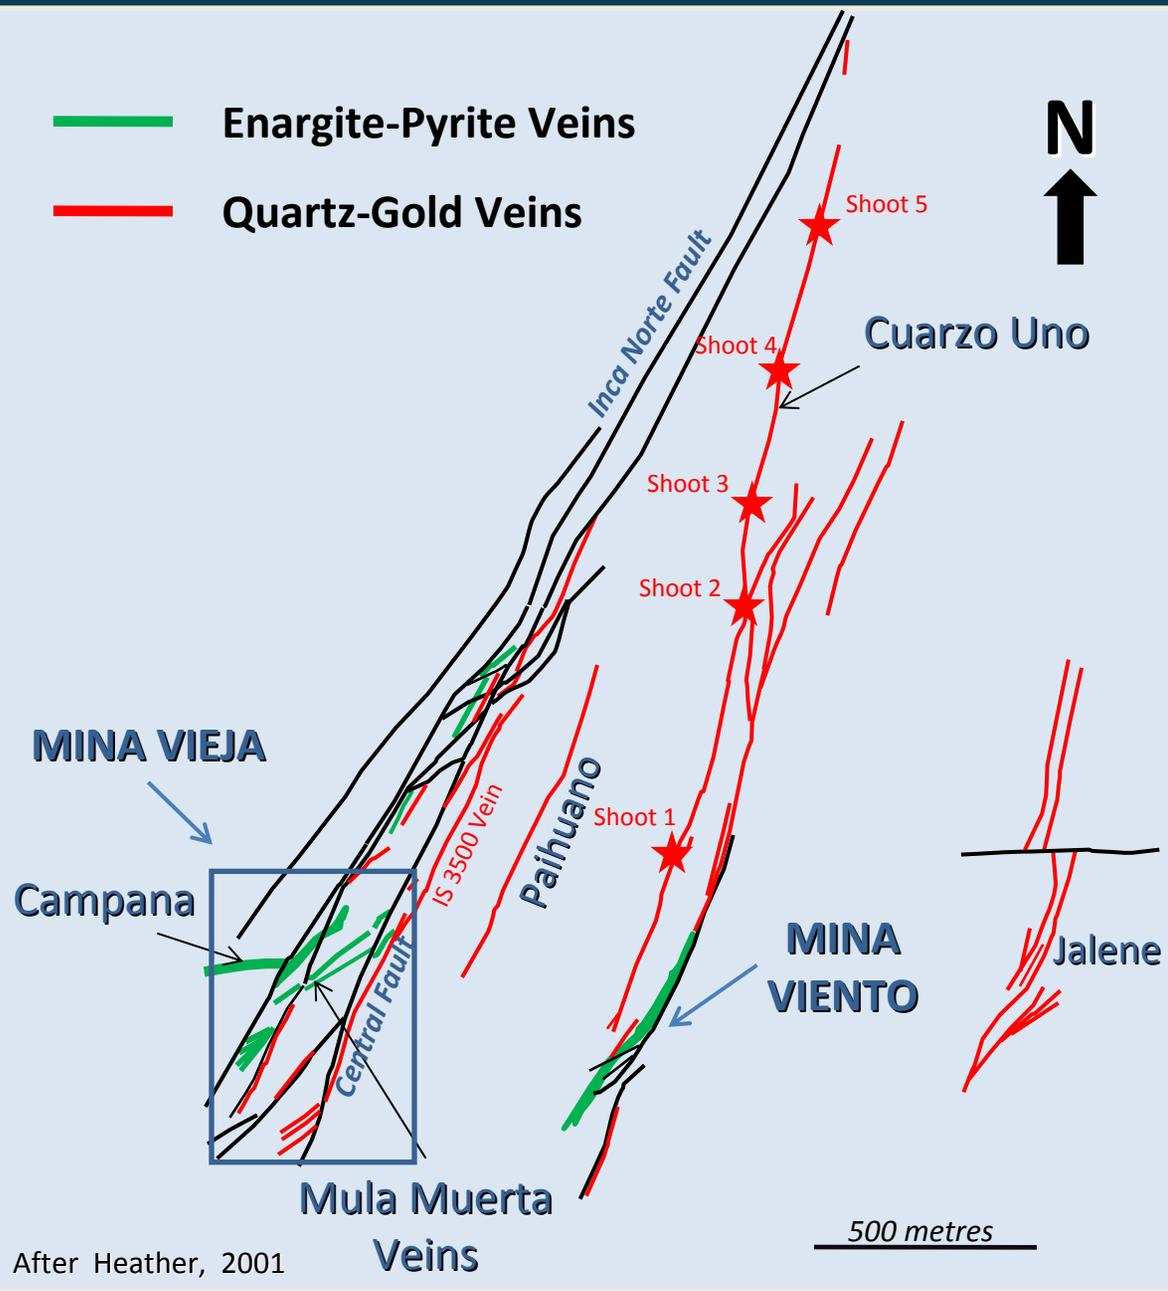 Enargite-Pyrite Veins
Quartz-Gold Veins
N
Shoot 5
Inca Norte Fault
Cuarzo Uno
Shoot 4
Shoot 3
Shoot 2
MINA VIEJA
Paihuano
Shoot 1
IS 3500 Vein
Campana
MINA
VIENTO
Jalene
Central Fault
Mula Muerta
Veins
500 metres
After Heather, 2001